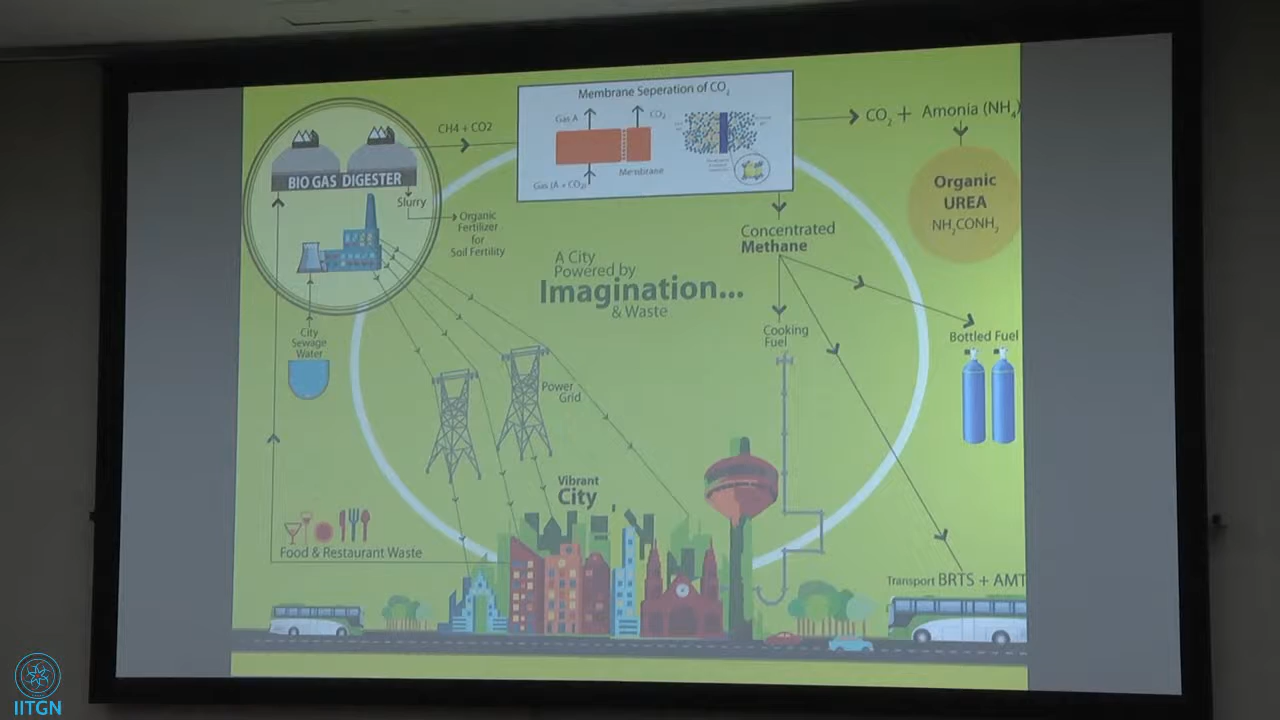 Membrane Seperation of CO2
Gas A
CO2
Membrane
Gas (A + CO2)
CH4 + CO2
CO2 + Amonia (NH4)
BIO GAS DIGESTER
Slurry
Organic
Fertilizer
for
Soil Fertility
Organic
UREA
NH2CONH2
Concentrated
Methane
A City
Powered by
Imagination...
& Waste
City
Sewage
Water
Cooking
Fuel
Bottled Fuel
Power
Grid
Vibrant
City
Food & Restaurant Waste
Transport BRTS + AMT
IITGN